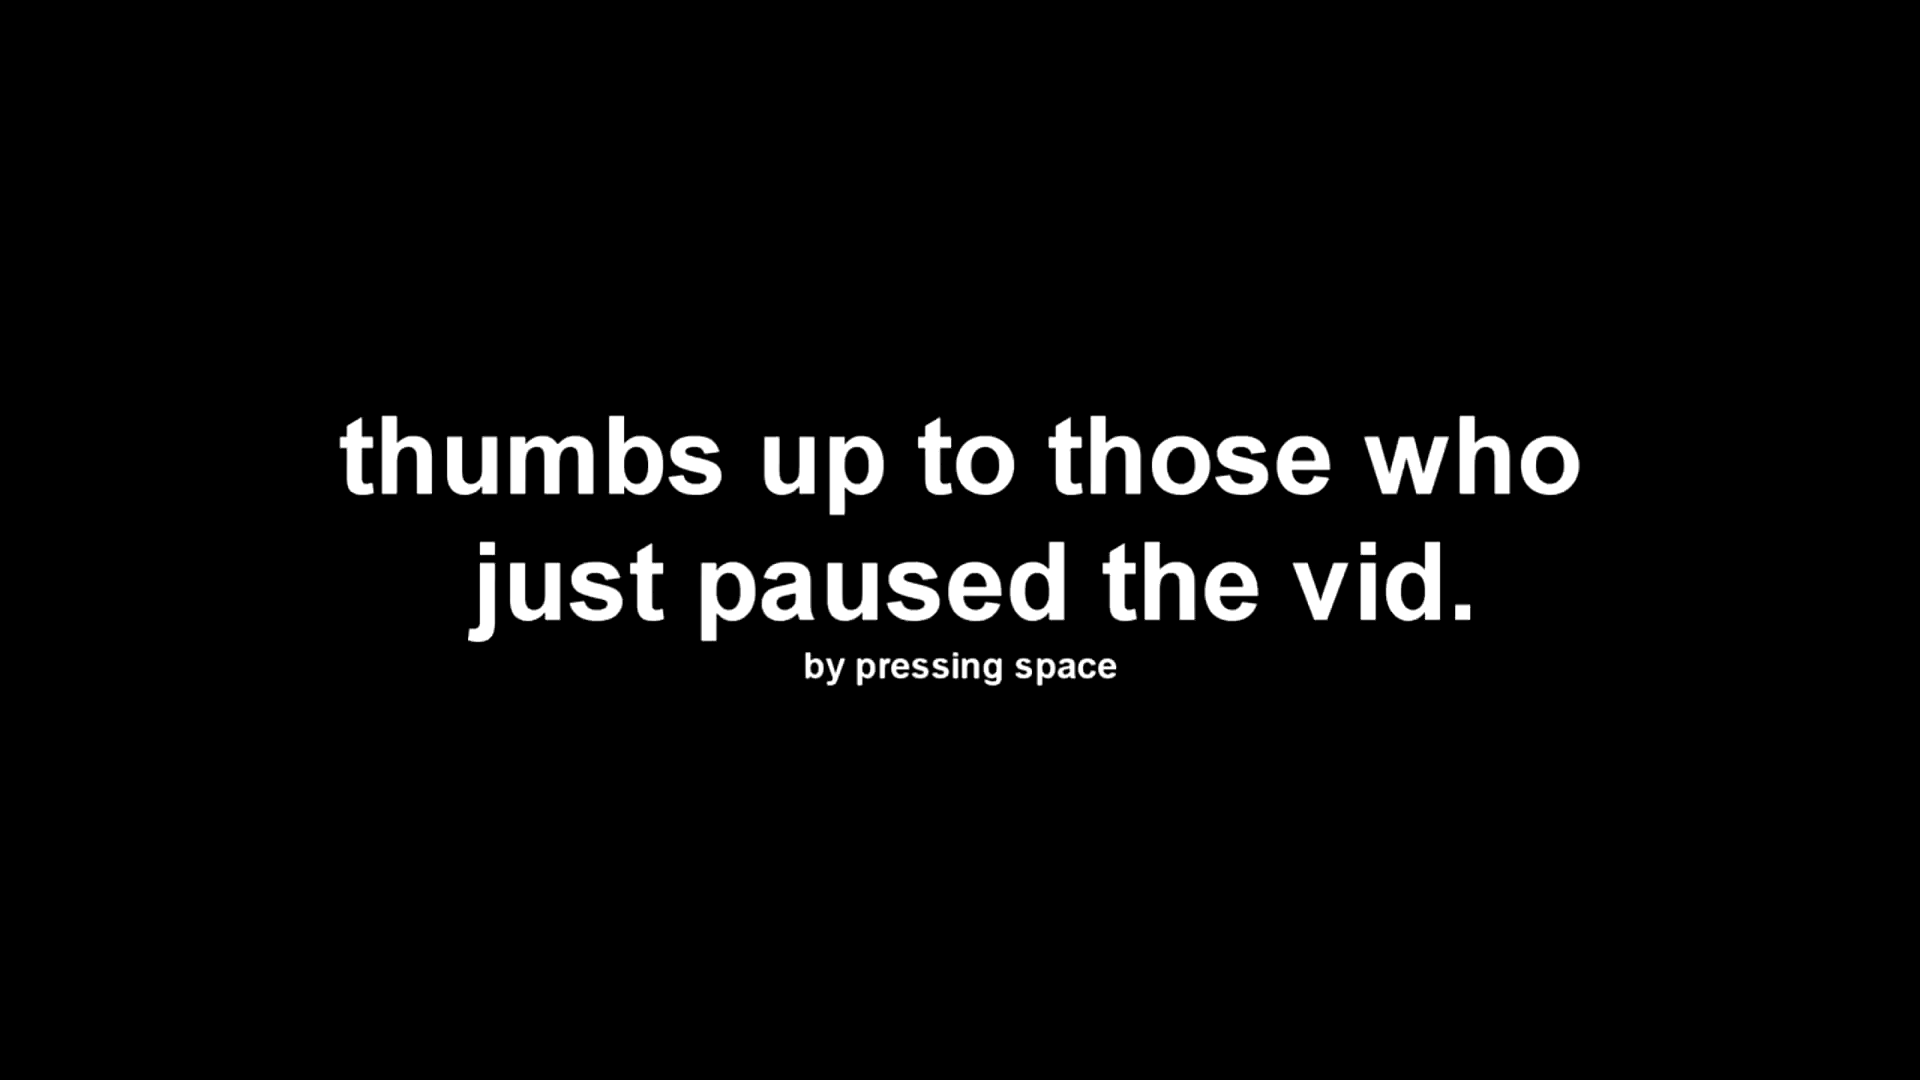 thumbs up to those who
just paused the vid.
by pressing space